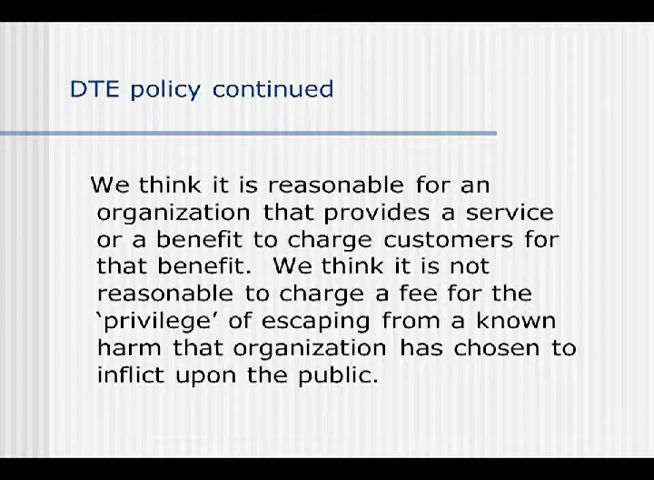 DTE policy continued
We think it is reasonable for an
organization that provides a service
or a benefit to charge customers for
that benefit.  We think it is not
reasonable to charge a fee for the
‘privilege’ of escaping from a known
harm that organization has chosen to
inflict upon the public.